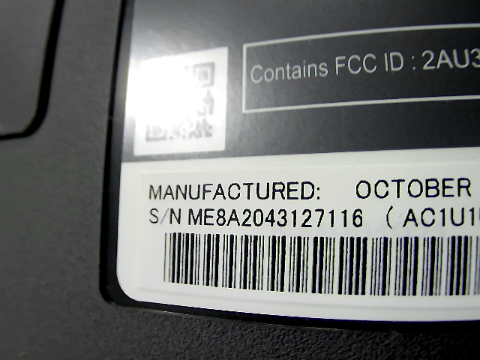 Contains FCC ID : 2AU3
MANUFACTURED: OCTOBER
S/N ME8A2043127116 ( AC1U1